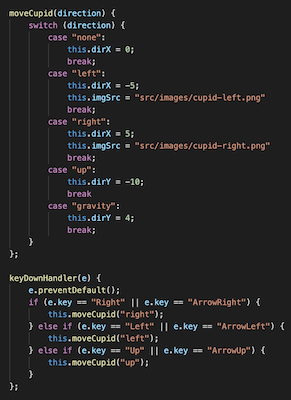 moveCupid(direction) {
switch (direction) {
case "none":
this.dirX = 0;
break;
case "left":
this.dirX = -5;
this.imgSrc = "src/images/cupid-left.png"
break;
case "right":
this.dirX = 5;
this.imgSrc = "src/images/cupid-right.png"
break;
case "up":
this.dirY = -10;
break
case "gravity":
this.dirY = 4;
break;
}
};
keyDownHandler(e) {
e.preventDefault();
if (e.key == "Right" || e.key == "ArrowRight") {
this.moveCupid("right");
} else if (e.key == "Left" || e.key == "ArrowLeft") {
this.moveCupid("left");
} else if (e.key == "Up" || e.key == "ArrowUp") {
this.moveCupid("up");
}
};